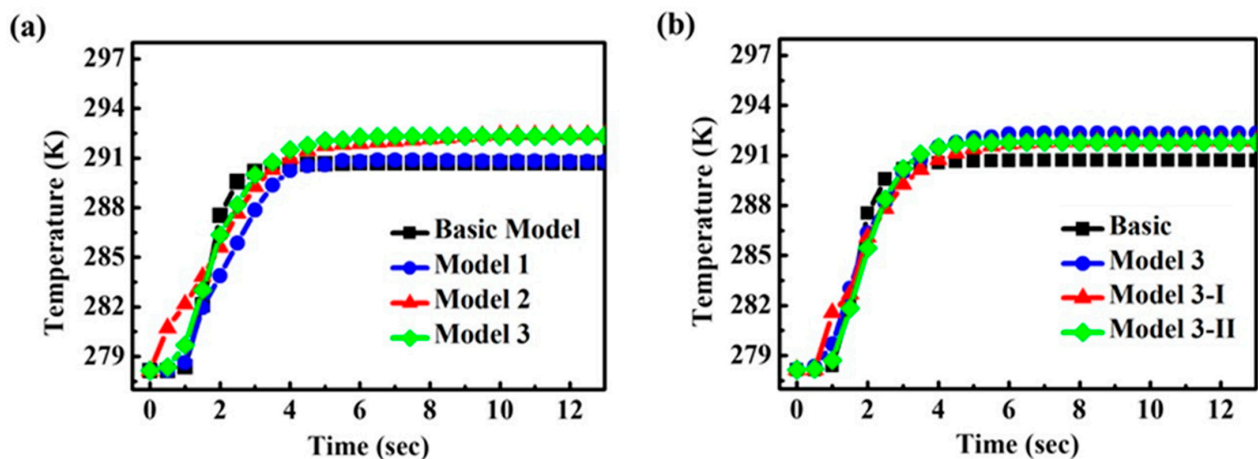 (a)
297
294
291
288
285
282
279
Temperature (K)
Basic Model
Model 1
Model 2
Model 3
0 2 4 6 8 10 12
Time (sec)
(b)
297
294
291
288
285
282
279
Temperature (K)
Basic
Model 3
Model 3-I
Model 3-II
0 2 4 6 8 10 12
Time (sec)